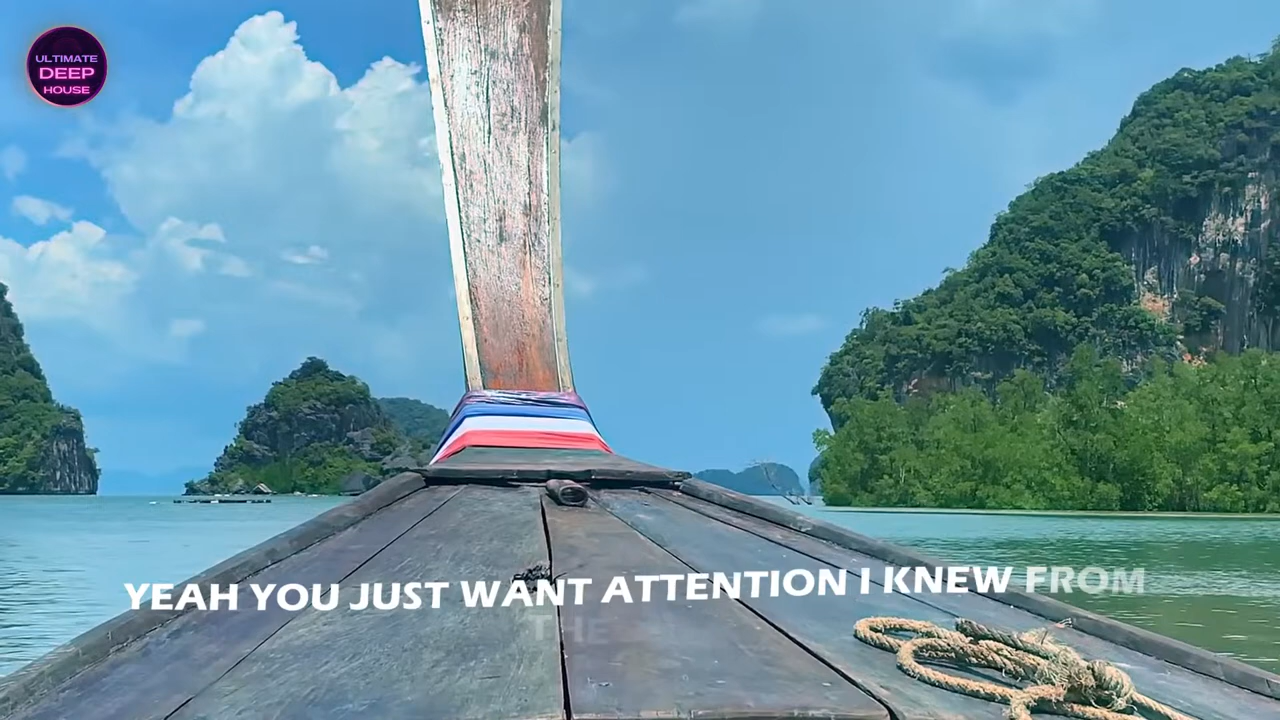 ULTIMATE
DEEP
HOUSE
YEAH YOU JUST WANT ATTENTION I KNEW FROM
THE